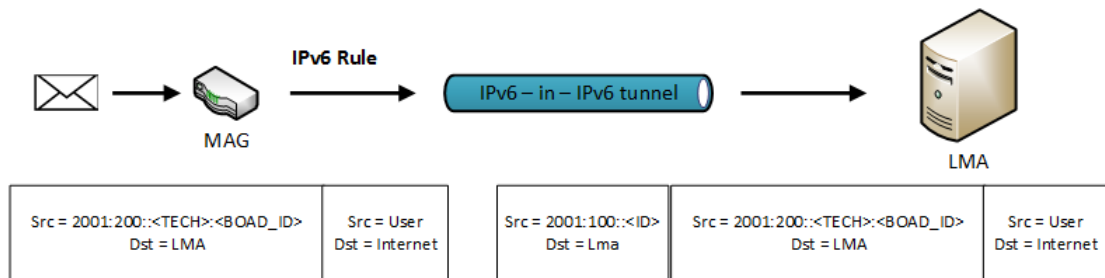 IPv6 Rule
IPv6 – in – IPv6 tunnel
MAG
LMA
Src = 2001:200::<TECH>:<BOAD_ID>
Dst = LMA
Src = User
Dst = Internet
Src = 2001:100::<ID>
Dst = Lma
Src = 2001:200::<TECH>:<BOAD_ID>
Dst = LMA
Src = User
Dst = Internet